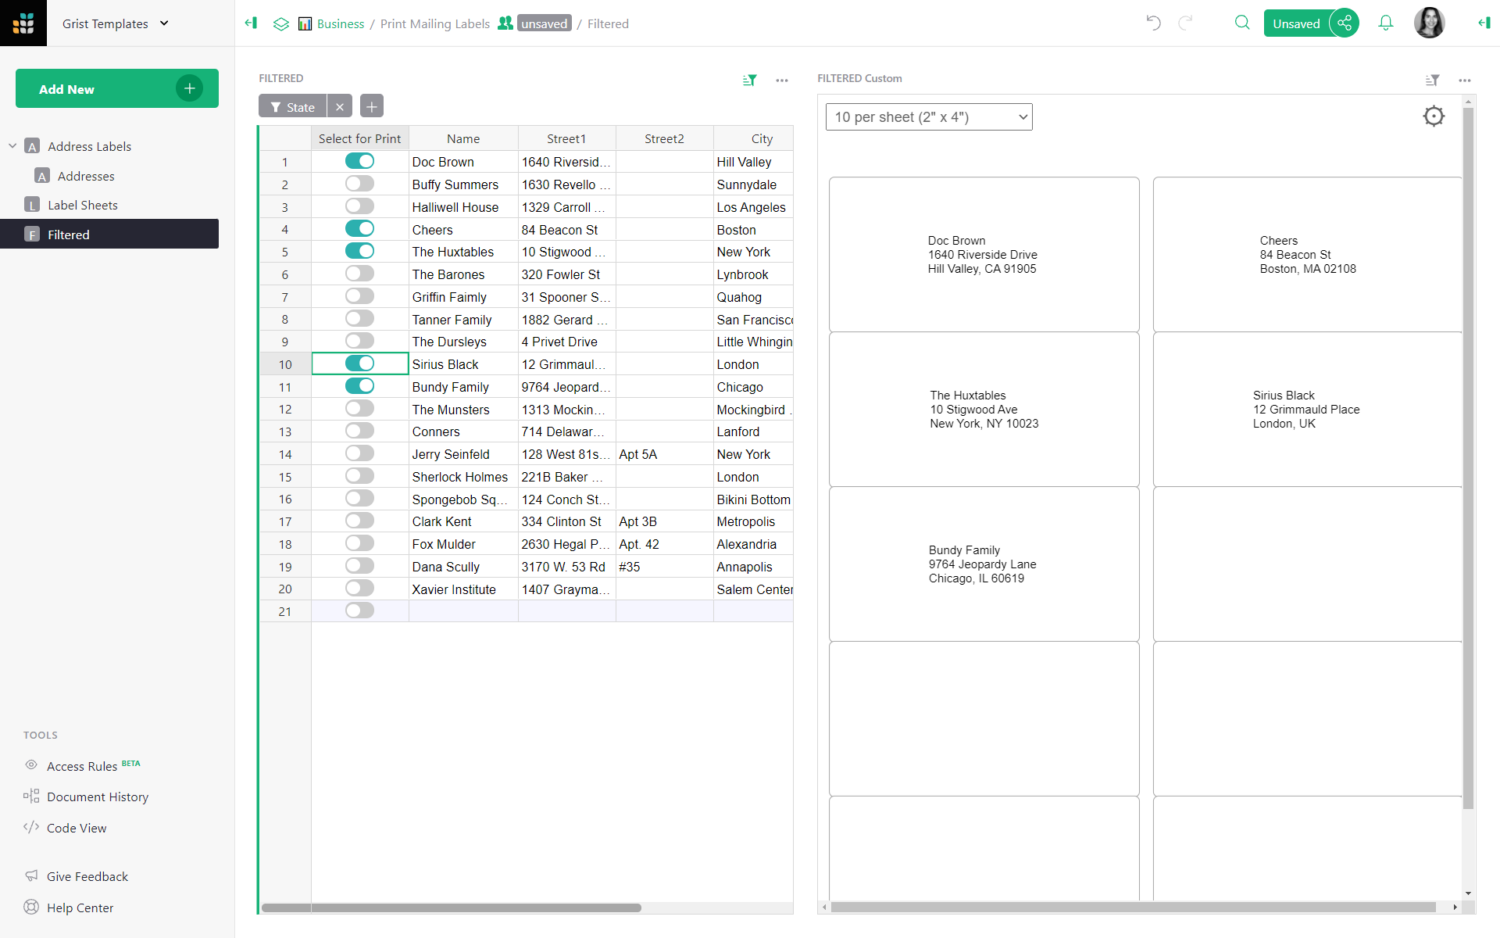 Grist Templates
Business / Print Mailing Labels unsaved / Filtered
Unsaved
Add New
A Address Labels
A Addresses
L Label Sheets
F Filtered
TOOLS
Access Rules BETA
Document History
Code View
Give Feedback
Help Center
FILTERED
State
Select for Print Name Street1 Street2 City
1 Doc Brown 1640 Riversid... Hill Valley
2 Buffy Summers 1630 Revello ... Sunnydale
3 Halliwell House 1329 Carroll ... Los Angeles
4 Cheers 84 Beacon St Boston
5 The Huxtables 10 Stigwood ... New York
6 The Barones 320 Fowler St Lynbrook
7 Griffin Faimly 31 Spooner S... Quahog
8 Tanner Family 1882 Gerard ... San Francisco
9 The Dursleys 4 Privet Drive Little Whingin
10 Sirius Black 12 Grimmaul... London
11 Bundy Family 9764 Jeopard... Chicago
12 The Munsters 1313 Mockin... Mockingbird
13 Conners 714 Delawar... Lanford
14 Jerry Seinfeld 128 West 81s... Apt 5A New York
15 Sherlock Holmes 221B Baker ... London
16 Spongebob Sq... 124 Conch St... Bikini Bottom
17 Clark Kent 334 Clinton St Apt 3B Metropolis
18 Fox Mulder 2630 Hegal P... Apt. 42 Alexandria
19 Dana Scully 3170 W. 53 Rd #35 Annapolis
20 Xavier Institute 1407 Grayma... Salem Center
21
FILTERED Custom
10 per sheet (2" x 4")
Doc Brown
1640 Riverside Drive
Hill Valley, CA 91905
Cheers
84 Beacon St
Boston, MA 02108
The Huxtables
10 Stigwood Ave
New York, NY 10023
Sirius Black
12 Grimmauld Place
London, UK
Bundy Family
9764 Jeopardy Lane
Chicago, IL 60619